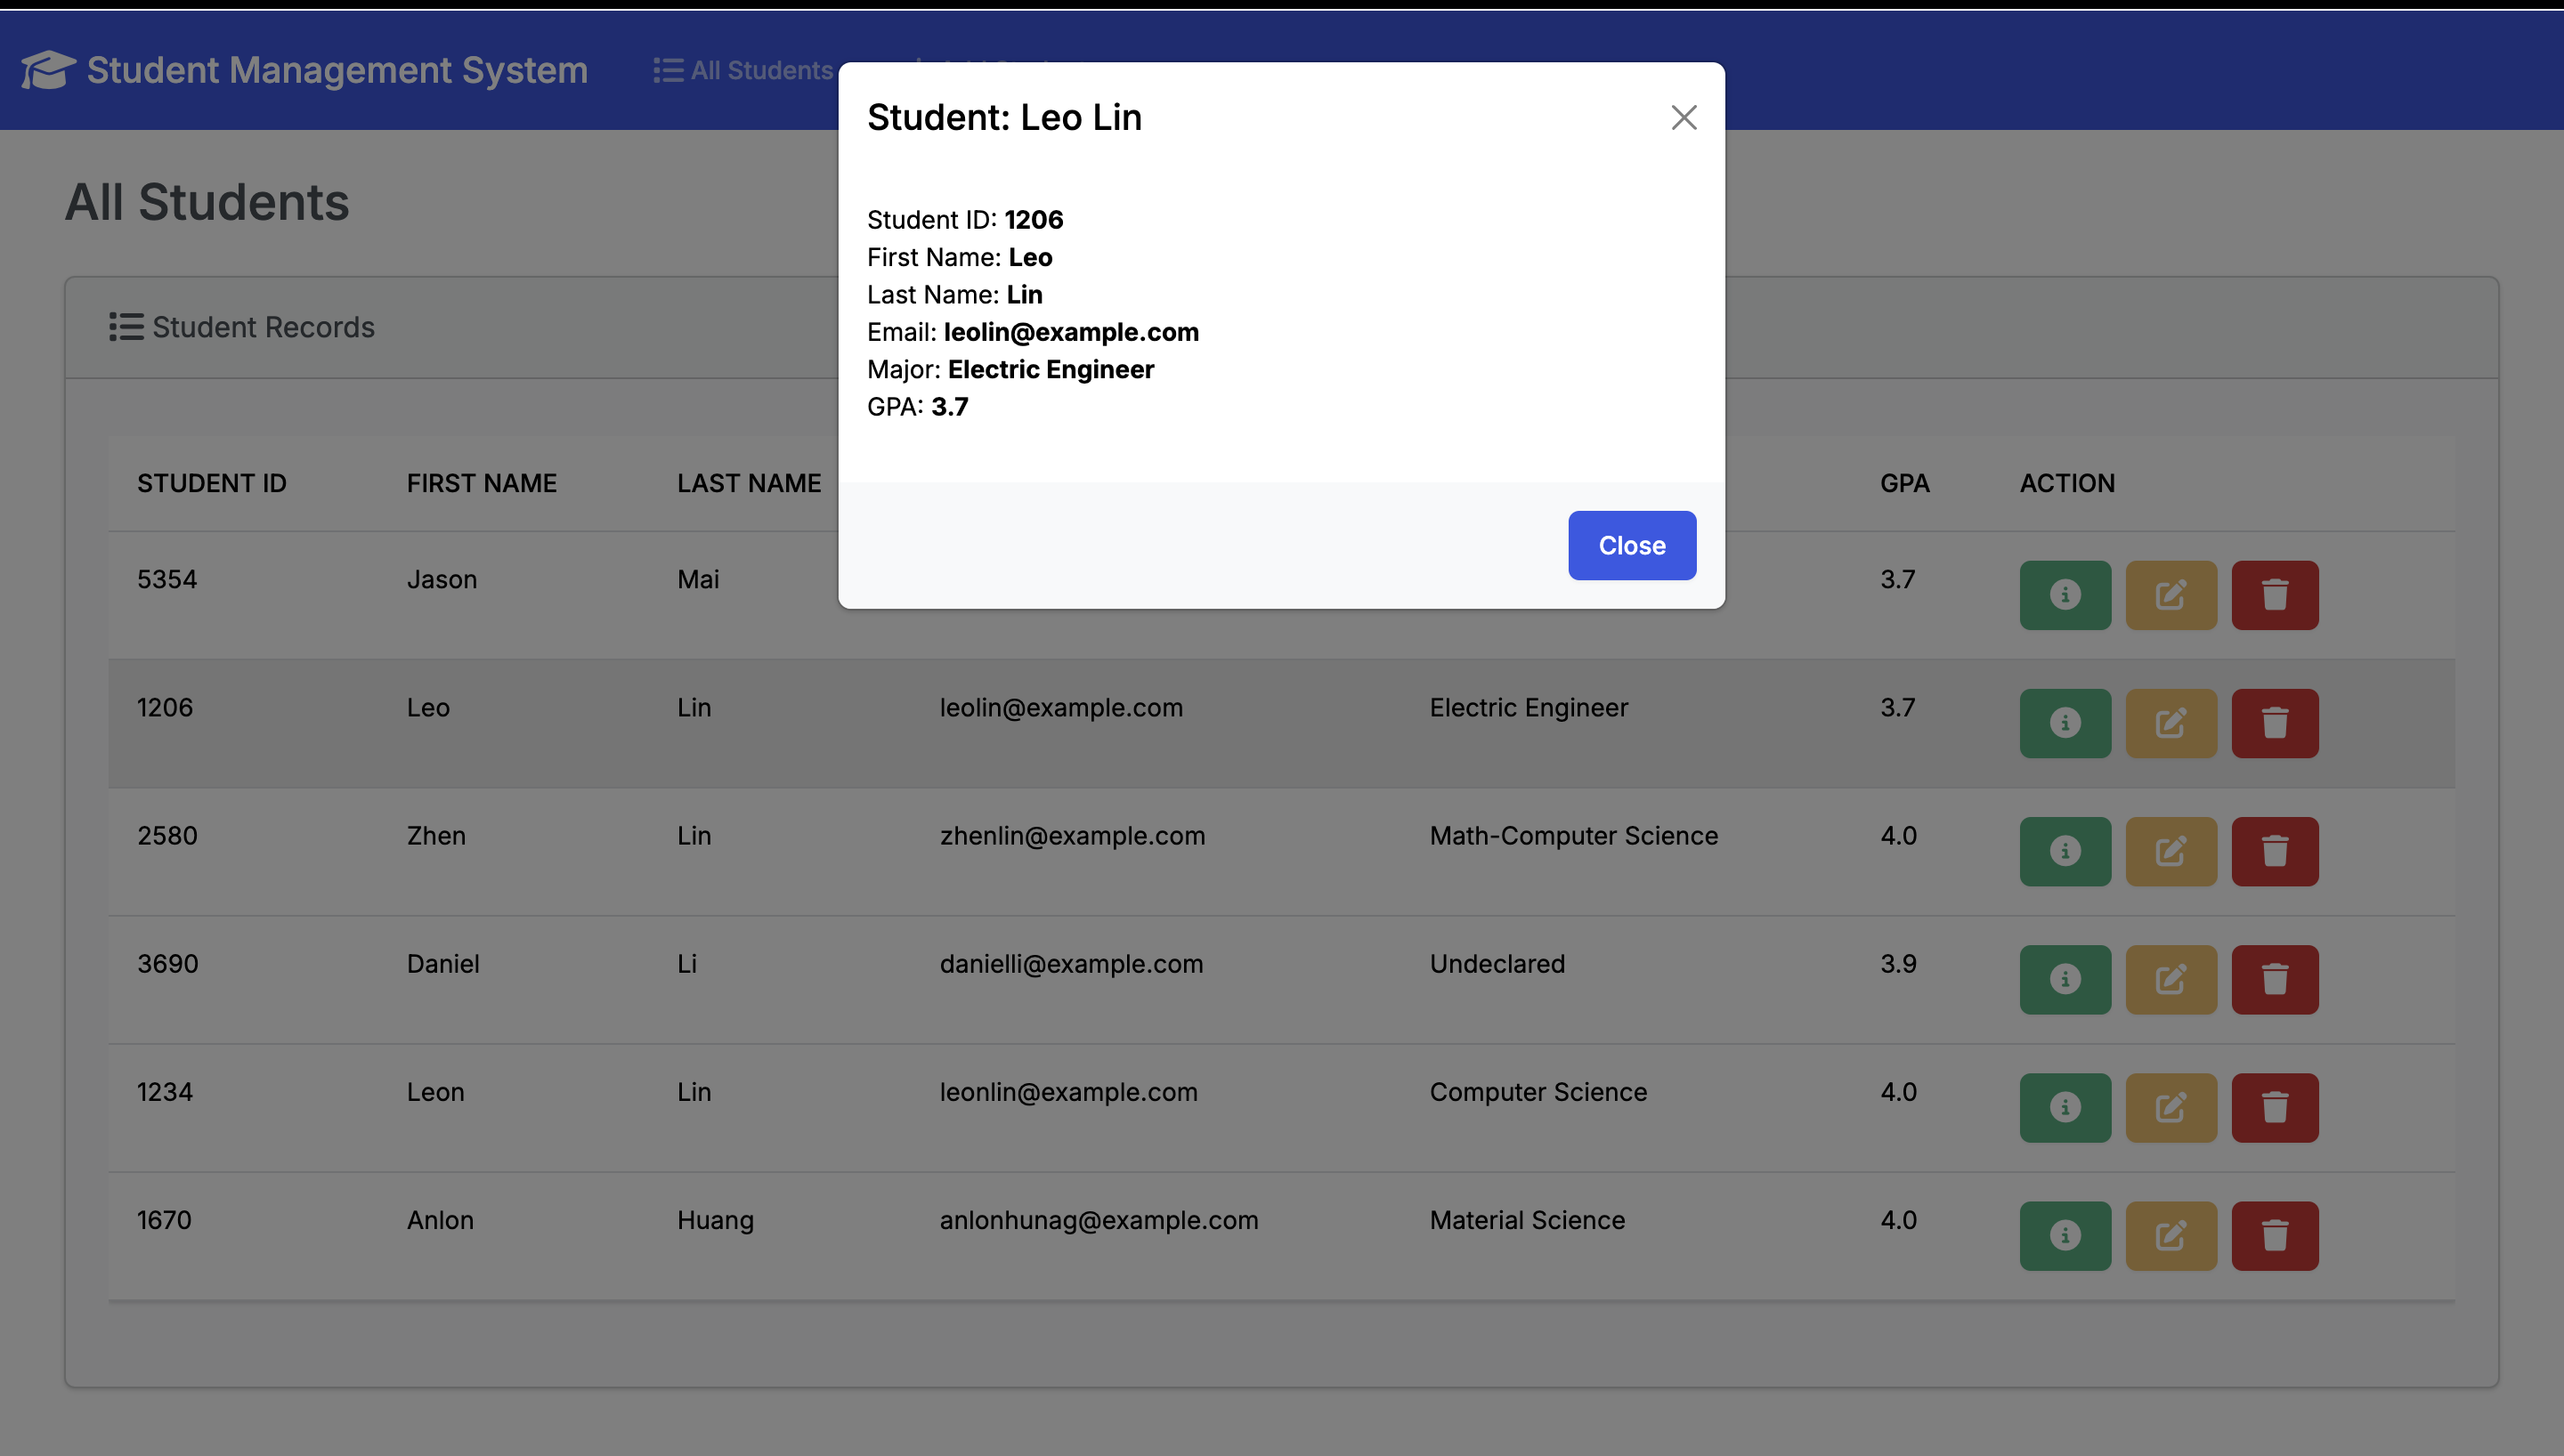 Student Management System All Students
Student: Leo Lin
Student ID: 1206
First Name: Leo
Last Name: Lin
Email: leolin@example.com
Major: Electric Engineer
GPA: 3.7
Close
All Students
Student Records
STUDENT ID FIRST NAME LAST NAME GPA ACTION
5354 Jason Mai 3.7
1206 Leo Lin leolin@example.com Electric Engineer 3.7
2580 Zhen Lin zhenlin@example.com Math-Computer Science 4.0
3690 Daniel Li danielli@example.com Undeclared 3.9
1234 Leon Lin leonlin@example.com Computer Science 4.0
1670 Anlon Huang anlonhunag@example.com Material Science 4.0